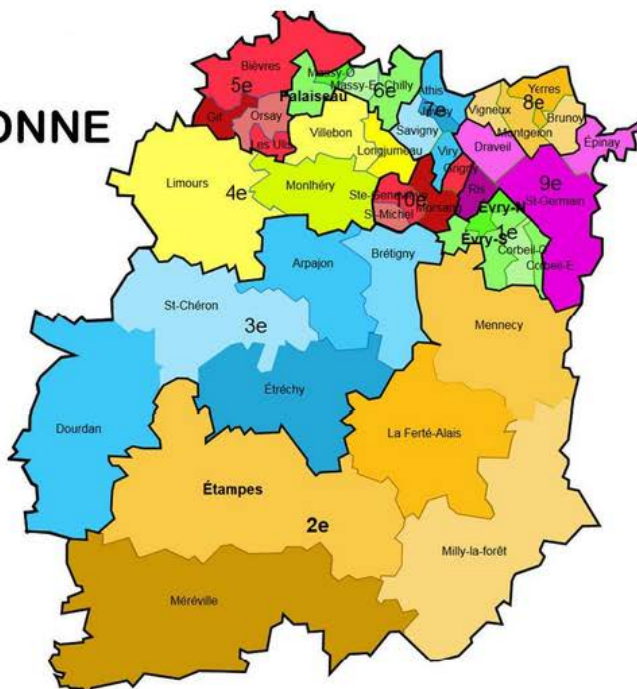 ONNE
Bièvres
5e
Gif
Orsay
Les Ulis
Massy-O
Massy-E
Chilly
Palaiseau
6e
Athis
7e
Juvisy
Savigny
Viry
Vigneux
8e
Yerres
Brunoy
Montgeron
Draveil
Épinay
Villebon
Longjumeau
Limours
4e
Monlhéry
Ste-Geneviève
10e
St-Michel
Morsang
Grigny
Ris
9e
St-Germain
Évry-N
Évry-S
1e
Corbeil-O
Corbeil-E
Arpajon
Brétigny
St-Chéron
3e
Mennecy
Étréchy
Dourdan
La Ferté-Alais
Étampes
2e
Milly-la-forêt
Méréville